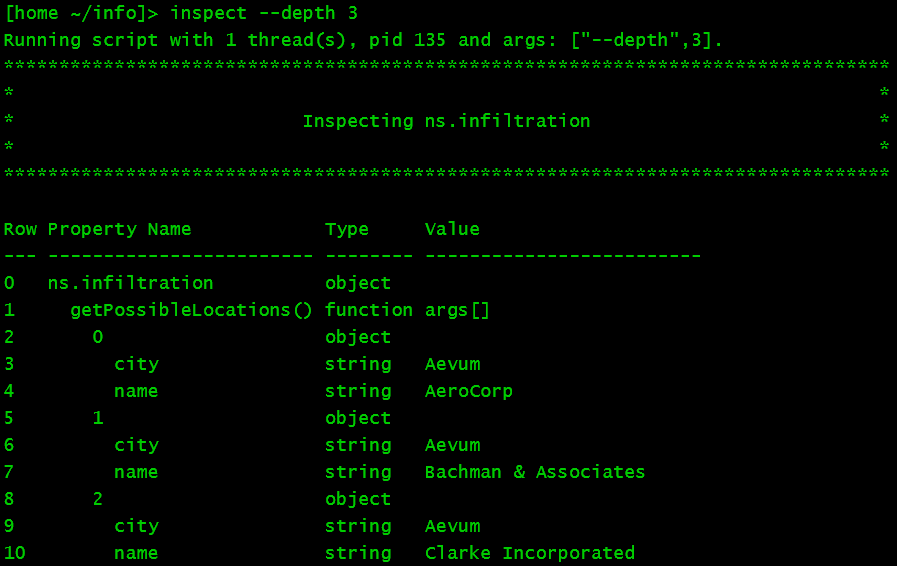 [home ~/info]> inspect --depth 3
Running script with 1 thread(s), pid 135 and args: ["--depth",3].
********************************************************************************
*                                                                              *
*                          Inspecting ns.infiltration                          *
*                                                                              *
********************************************************************************
Row Property Name            Type     Value
--- ------------------------ -------- -------------------------
0   ns.infiltration          object
1     getPossibleLocations() function args[]
2       0                    object
3         city               string   Aevum
4         name               string   AeroCorp
5       1                    object
6         city               string   Aevum
7         name               string   Bachman & Associates
8       2                    object
9         city               string   Aevum
10        name               string   Clarke Incorporated